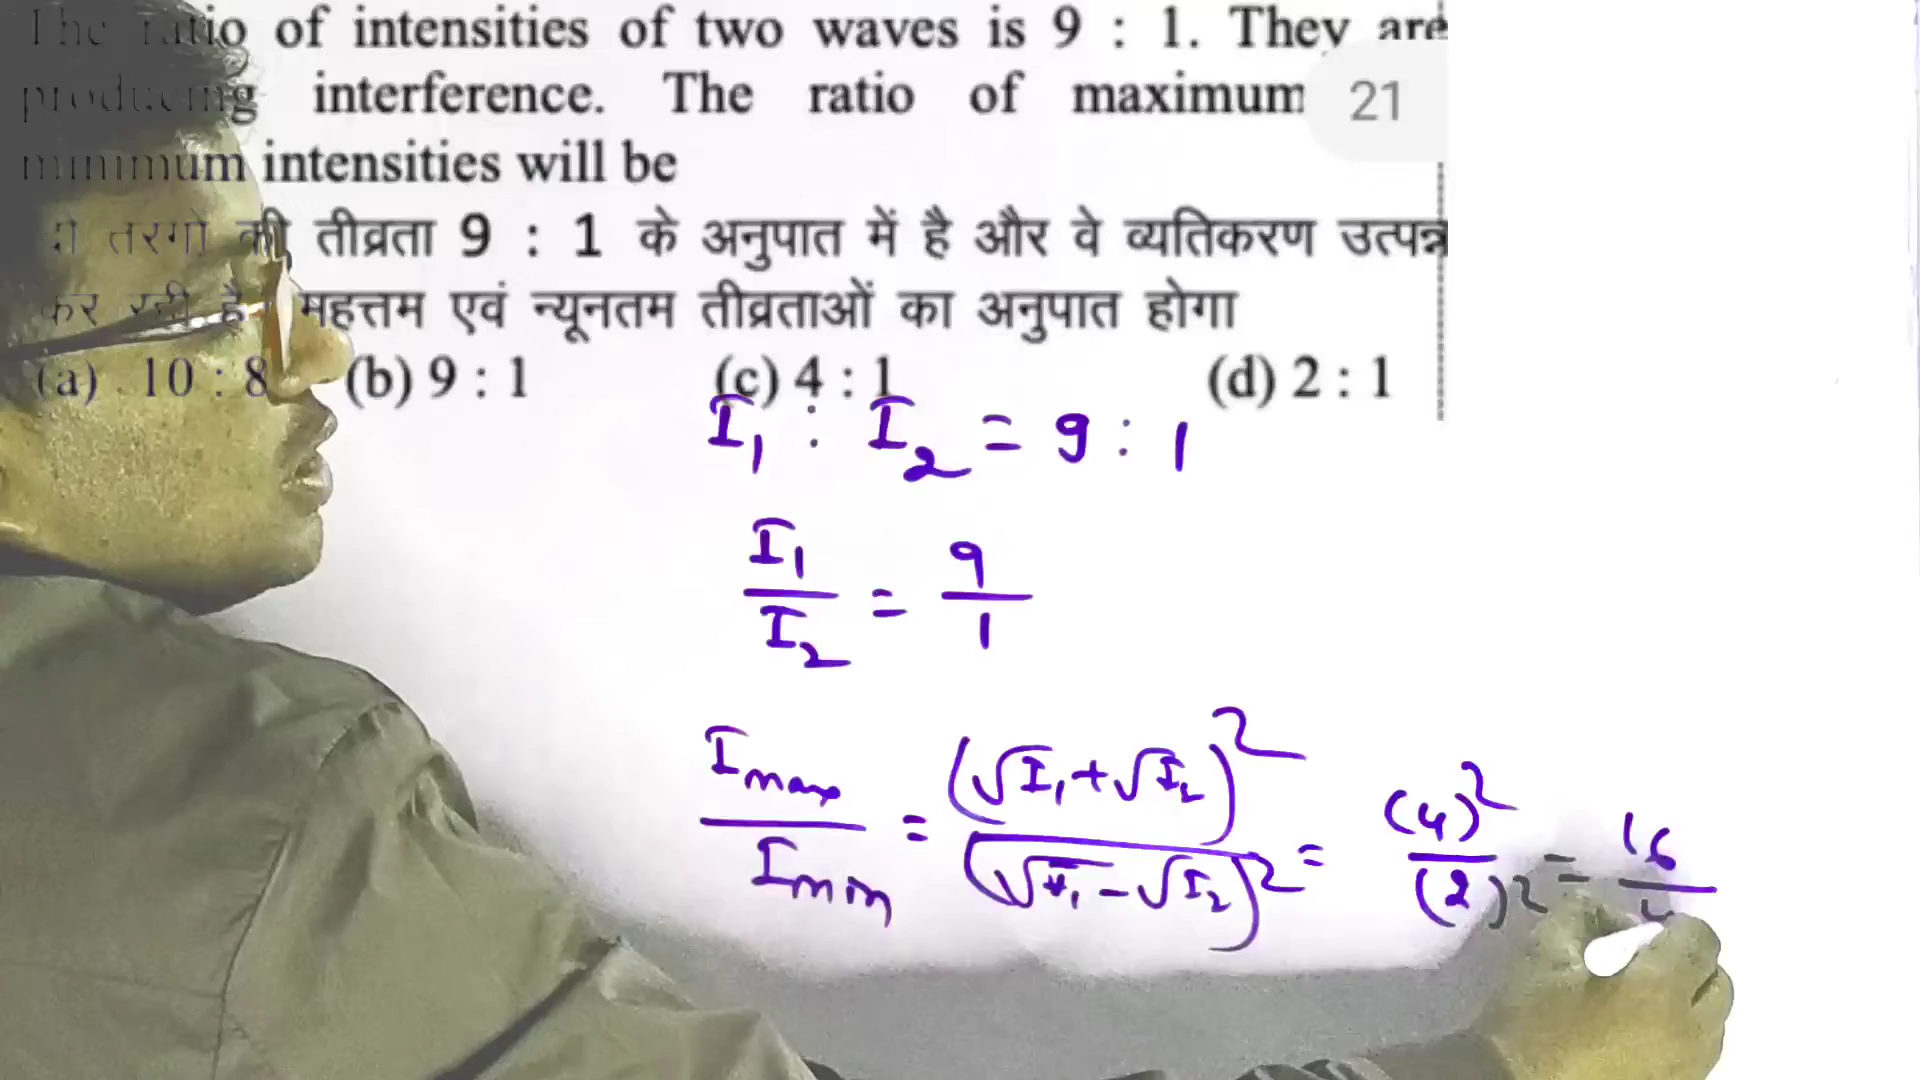 The ratio of intensities of two waves is 9 : 1. They are
producing interference. The ratio of maximum
21
minimum intensities will be
तरंगों की तीव्रता 9 : 1 के अनुपात में है और वे व्यतिकरण उत्पन्न
कर रही है महत्तम एवं न्यूनतम तीव्रताओं का अनुपात होगा
(a) 10 : 8 (b) 9 : 1 (c) 4 : 1 (d) 2 : 1
I₁ : I₂ = 9 : 1
I₁/I₂ = 9/1
Imax/Imin = (√I₁+√I₂)²/(√I₁-√I₂)² = (4)²/(2)² = 16/